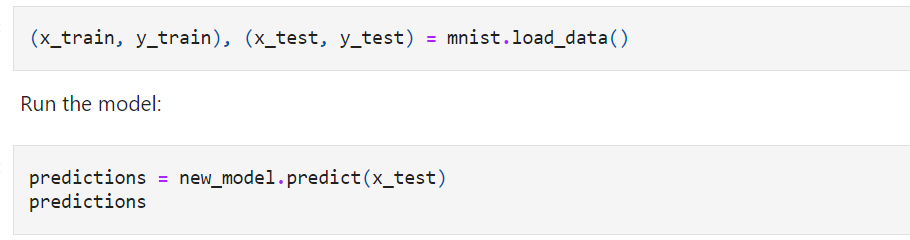 (x_train, y_train), (x_test, y_test) = mnist.load_data()
Run the model:
predictions = new_model.predict(x_test)
predictions